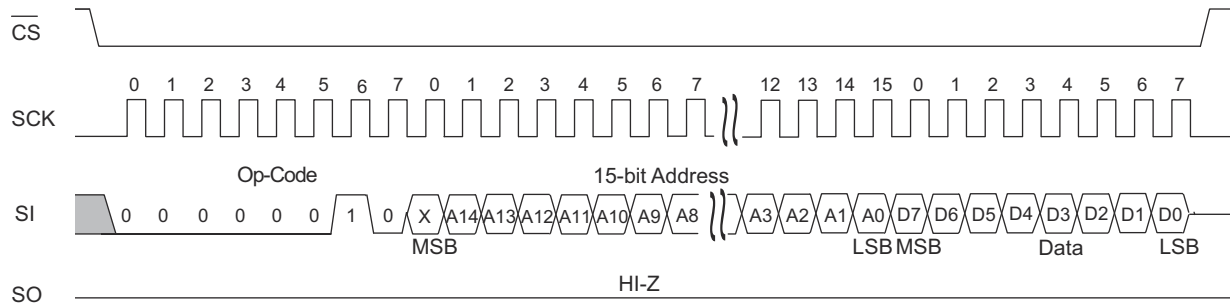 CS
0 1 2 3 4 5 6 7 0 1 2 3 4 5 6 7 12 13 14 15 0 1 2 3 4 5 6 7
SCK
Op-Code 15-bit Address
SI 0 0 0 0 0 0 1 0 X A14 A13 A12 A11 A10 A9 A8 A3 A2 A1 A0 D7 D6 D5 D4 D3 D2 D1 D0
MSB LSB MSB Data LSB
HI-Z
SO